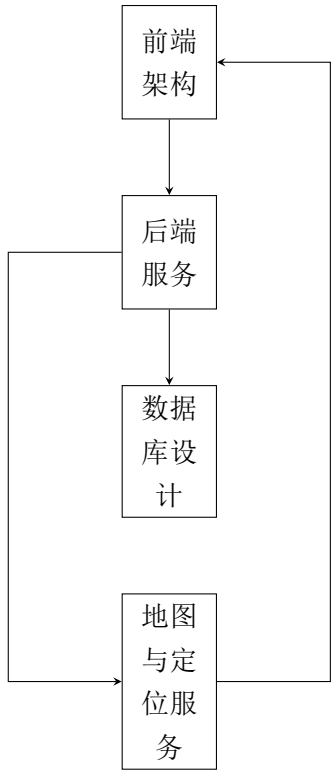 前端
架构
后端
服务
数据
库设
计
地图
与定
位服
务